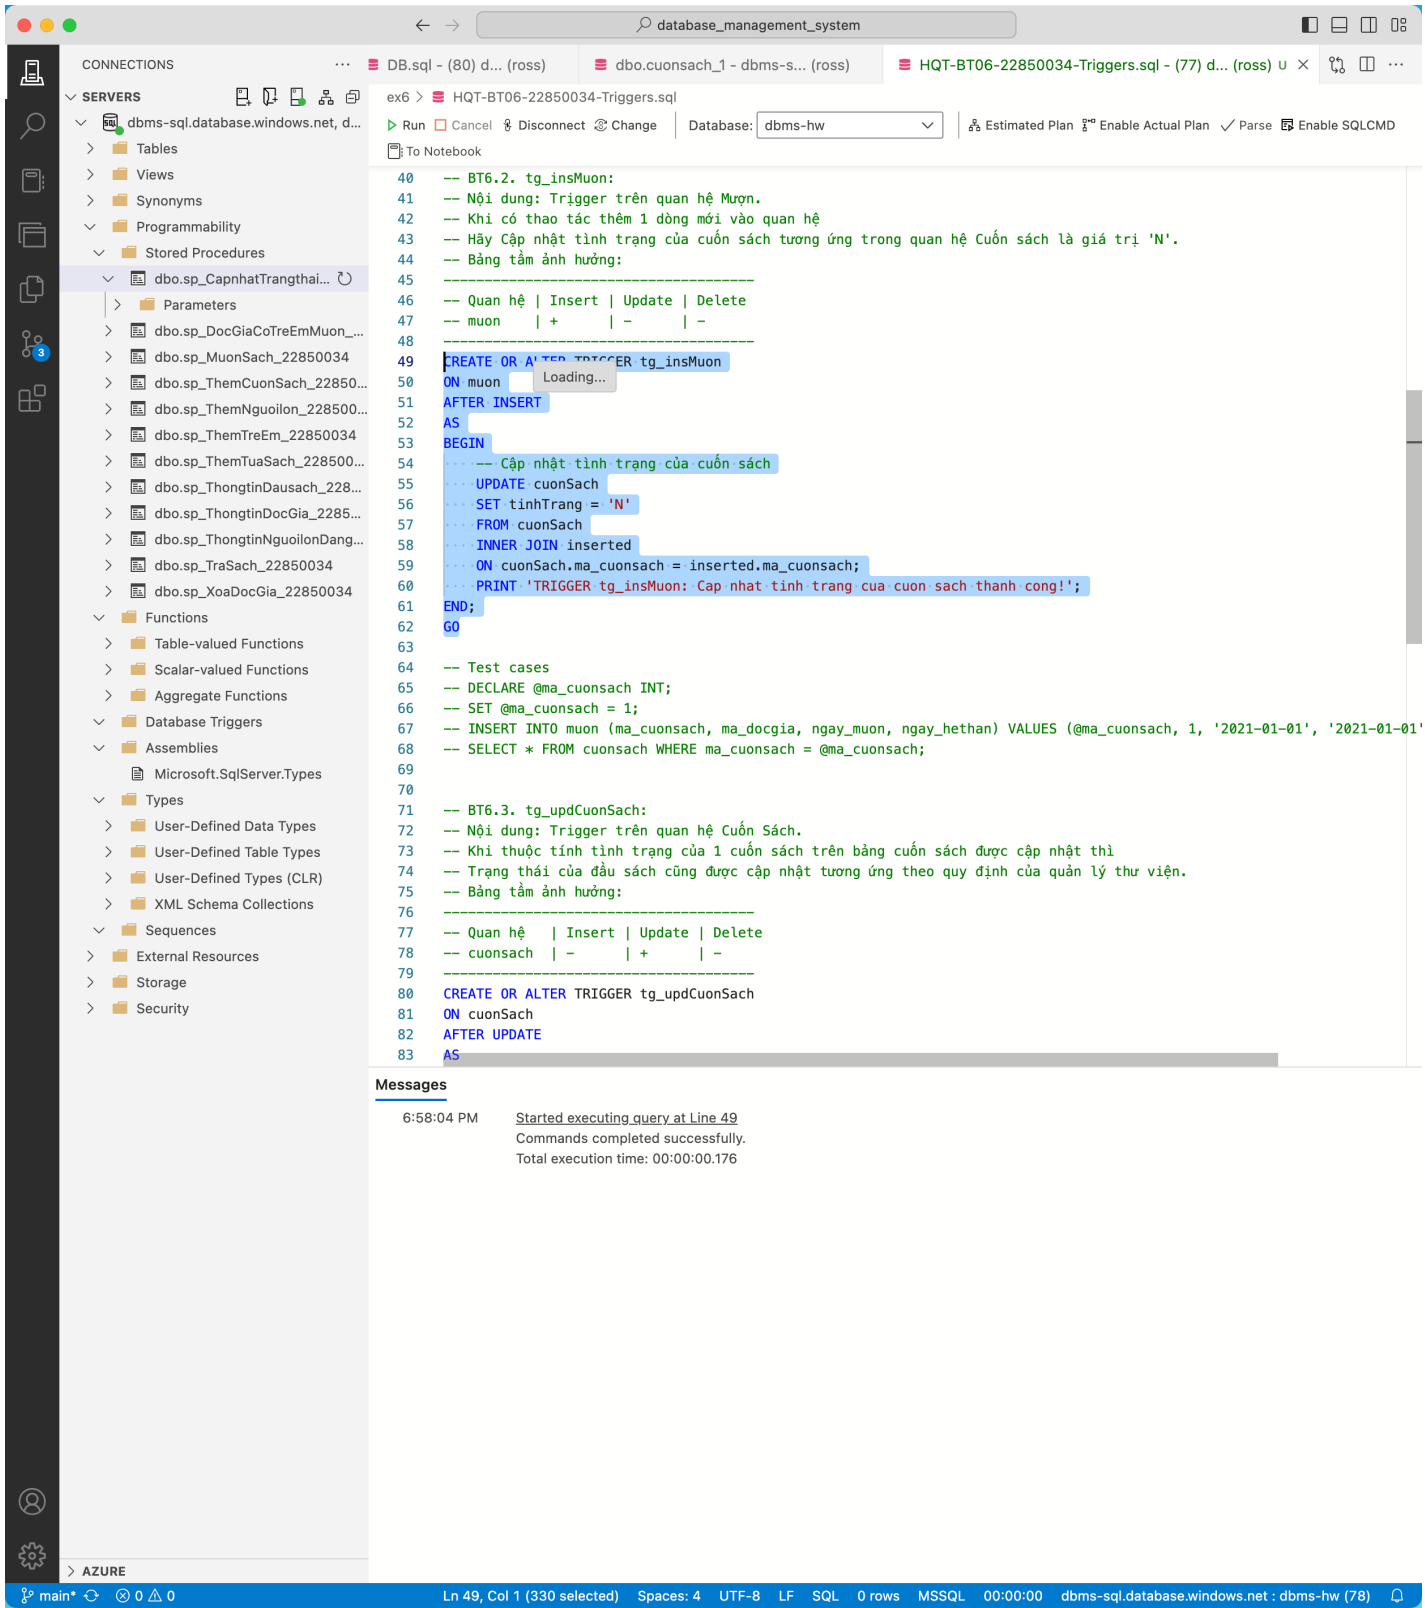 database_management_system
CONNECTIONS
DB.sql - (80) d... (ross)
dbo.cuonsach_1 - dbms-s... (ross)
HQT-BT06-22850034-Triggers.sql - (77) d... (ross) U
SERVERS
ex6 > HQT-BT06-22850034-Triggers.sql
dbms-sql.database.windows.net, d...
Run Cancel Disconnect Change Database: dbms-hw Estimated Plan Enable Actual Plan Parse Enable SQLCMD
To Notebook
Tables
Views
Synonyms
Programmability
Stored Procedures
dbo.sp_CapnhatTrangthai...
Parameters
dbo.sp_DocGiaCoTreEmMuon_...
dbo.sp_MuonSach_22850034
dbo.sp_ThemCuonSach_22850...
dbo.sp_ThemNguoilon_228500...
dbo.sp_ThemTreEm_22850034
dbo.sp_ThemTuaSach_228500...
dbo.sp_ThongtinDausach_228...
dbo.sp_ThongtinDocGia_2285...
dbo.sp_ThongtinNguoilonDang...
dbo.sp_TraSach_22850034
dbo.sp_XoaDocGia_22850034
Functions
Table-valued Functions
Scalar-valued Functions
Aggregate Functions
Database Triggers
Assemblies
Microsoft.SqlServer.Types
Types
User-Defined Data Types
User-Defined Table Types
User-Defined Types (CLR)
XML Schema Collections
Sequences
External Resources
Storage
Security
3
AZURE
40 -- BT6.2. tg_insMuon:
41 -- Nội dung: Trigger trên quan hệ Mượn.
42 -- Khi có thao tác thêm 1 dòng mới vào quan hệ
43 -- Hãy Cập nhật tình trạng của cuốn sách tương ứng trong quan hệ Cuốn sách là giá trị 'N'.
44 -- Bảng tầm ảnh hưởng:
45 --------------------------------------
46 -- Quan hệ | Insert | Update | Delete
47 -- muon    | +      | -      | -
48 --------------------------------------
49 CREATE OR ALTER TRIGGER tg_insMuon
50 ON muon
Loading...
51 AFTER INSERT
52 AS
53 BEGIN
54 ····-- Cập·nhật·tình·trạng·của·cuốn·sách
55 ····UPDATE·cuonSach
56 ····SET·tinhTrang·=·'N'
57 ····FROM·cuonSach
58 ····INNER·JOIN·inserted
59 ····ON·cuonSach.ma_cuonsach·=·inserted.ma_cuonsach;
60 ····PRINT·'TRIGGER·tg_insMuon:·Cap·nhat·tinh·trang·cua·cuon·sach·thanh·cong!';
61 END;
62 GO
63
64 -- Test cases
65 -- DECLARE @ma_cuonsach INT;
66 -- SET @ma_cuonsach = 1;
67 -- INSERT INTO muon (ma_cuonsach, ma_docgia, ngay_muon, ngay_hethan) VALUES (@ma_cuonsach, 1, '2021-01-01', '2021-01-01'
68 -- SELECT * FROM cuonsach WHERE ma_cuonsach = @ma_cuonsach;
69
70
71 -- BT6.3. tg_updCuonSach:
72 -- Nội dung: Trigger trên quan hệ Cuốn Sách.
73 -- Khi thuộc tính tình trạng của 1 cuốn sách trên bảng cuốn sách được cập nhật thì
74 -- Trạng thái của đầu sách cũng được cập nhật tương ứng theo quy định của quản lý thư viện.
75 -- Bảng tầm ảnh hưởng:
76 --------------------------------------
77 -- Quan hệ   | Insert | Update | Delete
78 -- cuonsach  | -      | +      | -
79 --------------------------------------
80 CREATE OR ALTER TRIGGER tg_updCuonSach
81 ON cuonSach
82 AFTER UPDATE
83 AS
Messages
6:58:04 PM Started executing query at Line 49
Commands completed successfully.
Total execution time: 00:00:00.176
main* 0 0 Ln 49, Col 1 (330 selected) Spaces: 4 UTF-8 LF SQL 0 rows MSSQL 00:00:00 dbms-sql.database.windows.net : dbms-hw (78)